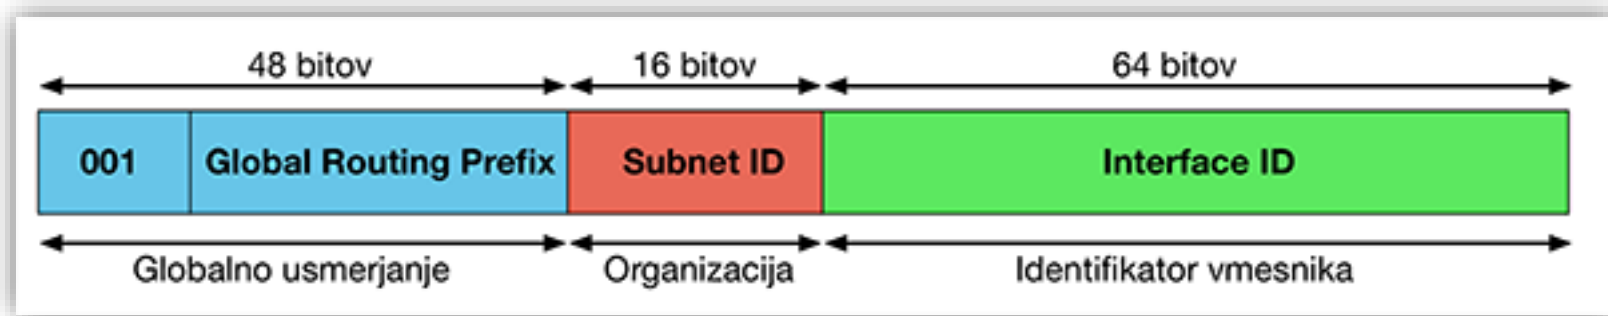 48 bitov 16 bitov 64 bitov
001 Global Routing Prefix Subnet ID Interface ID
Globalno usmerjanje Organizacija Identifikator vmesnika